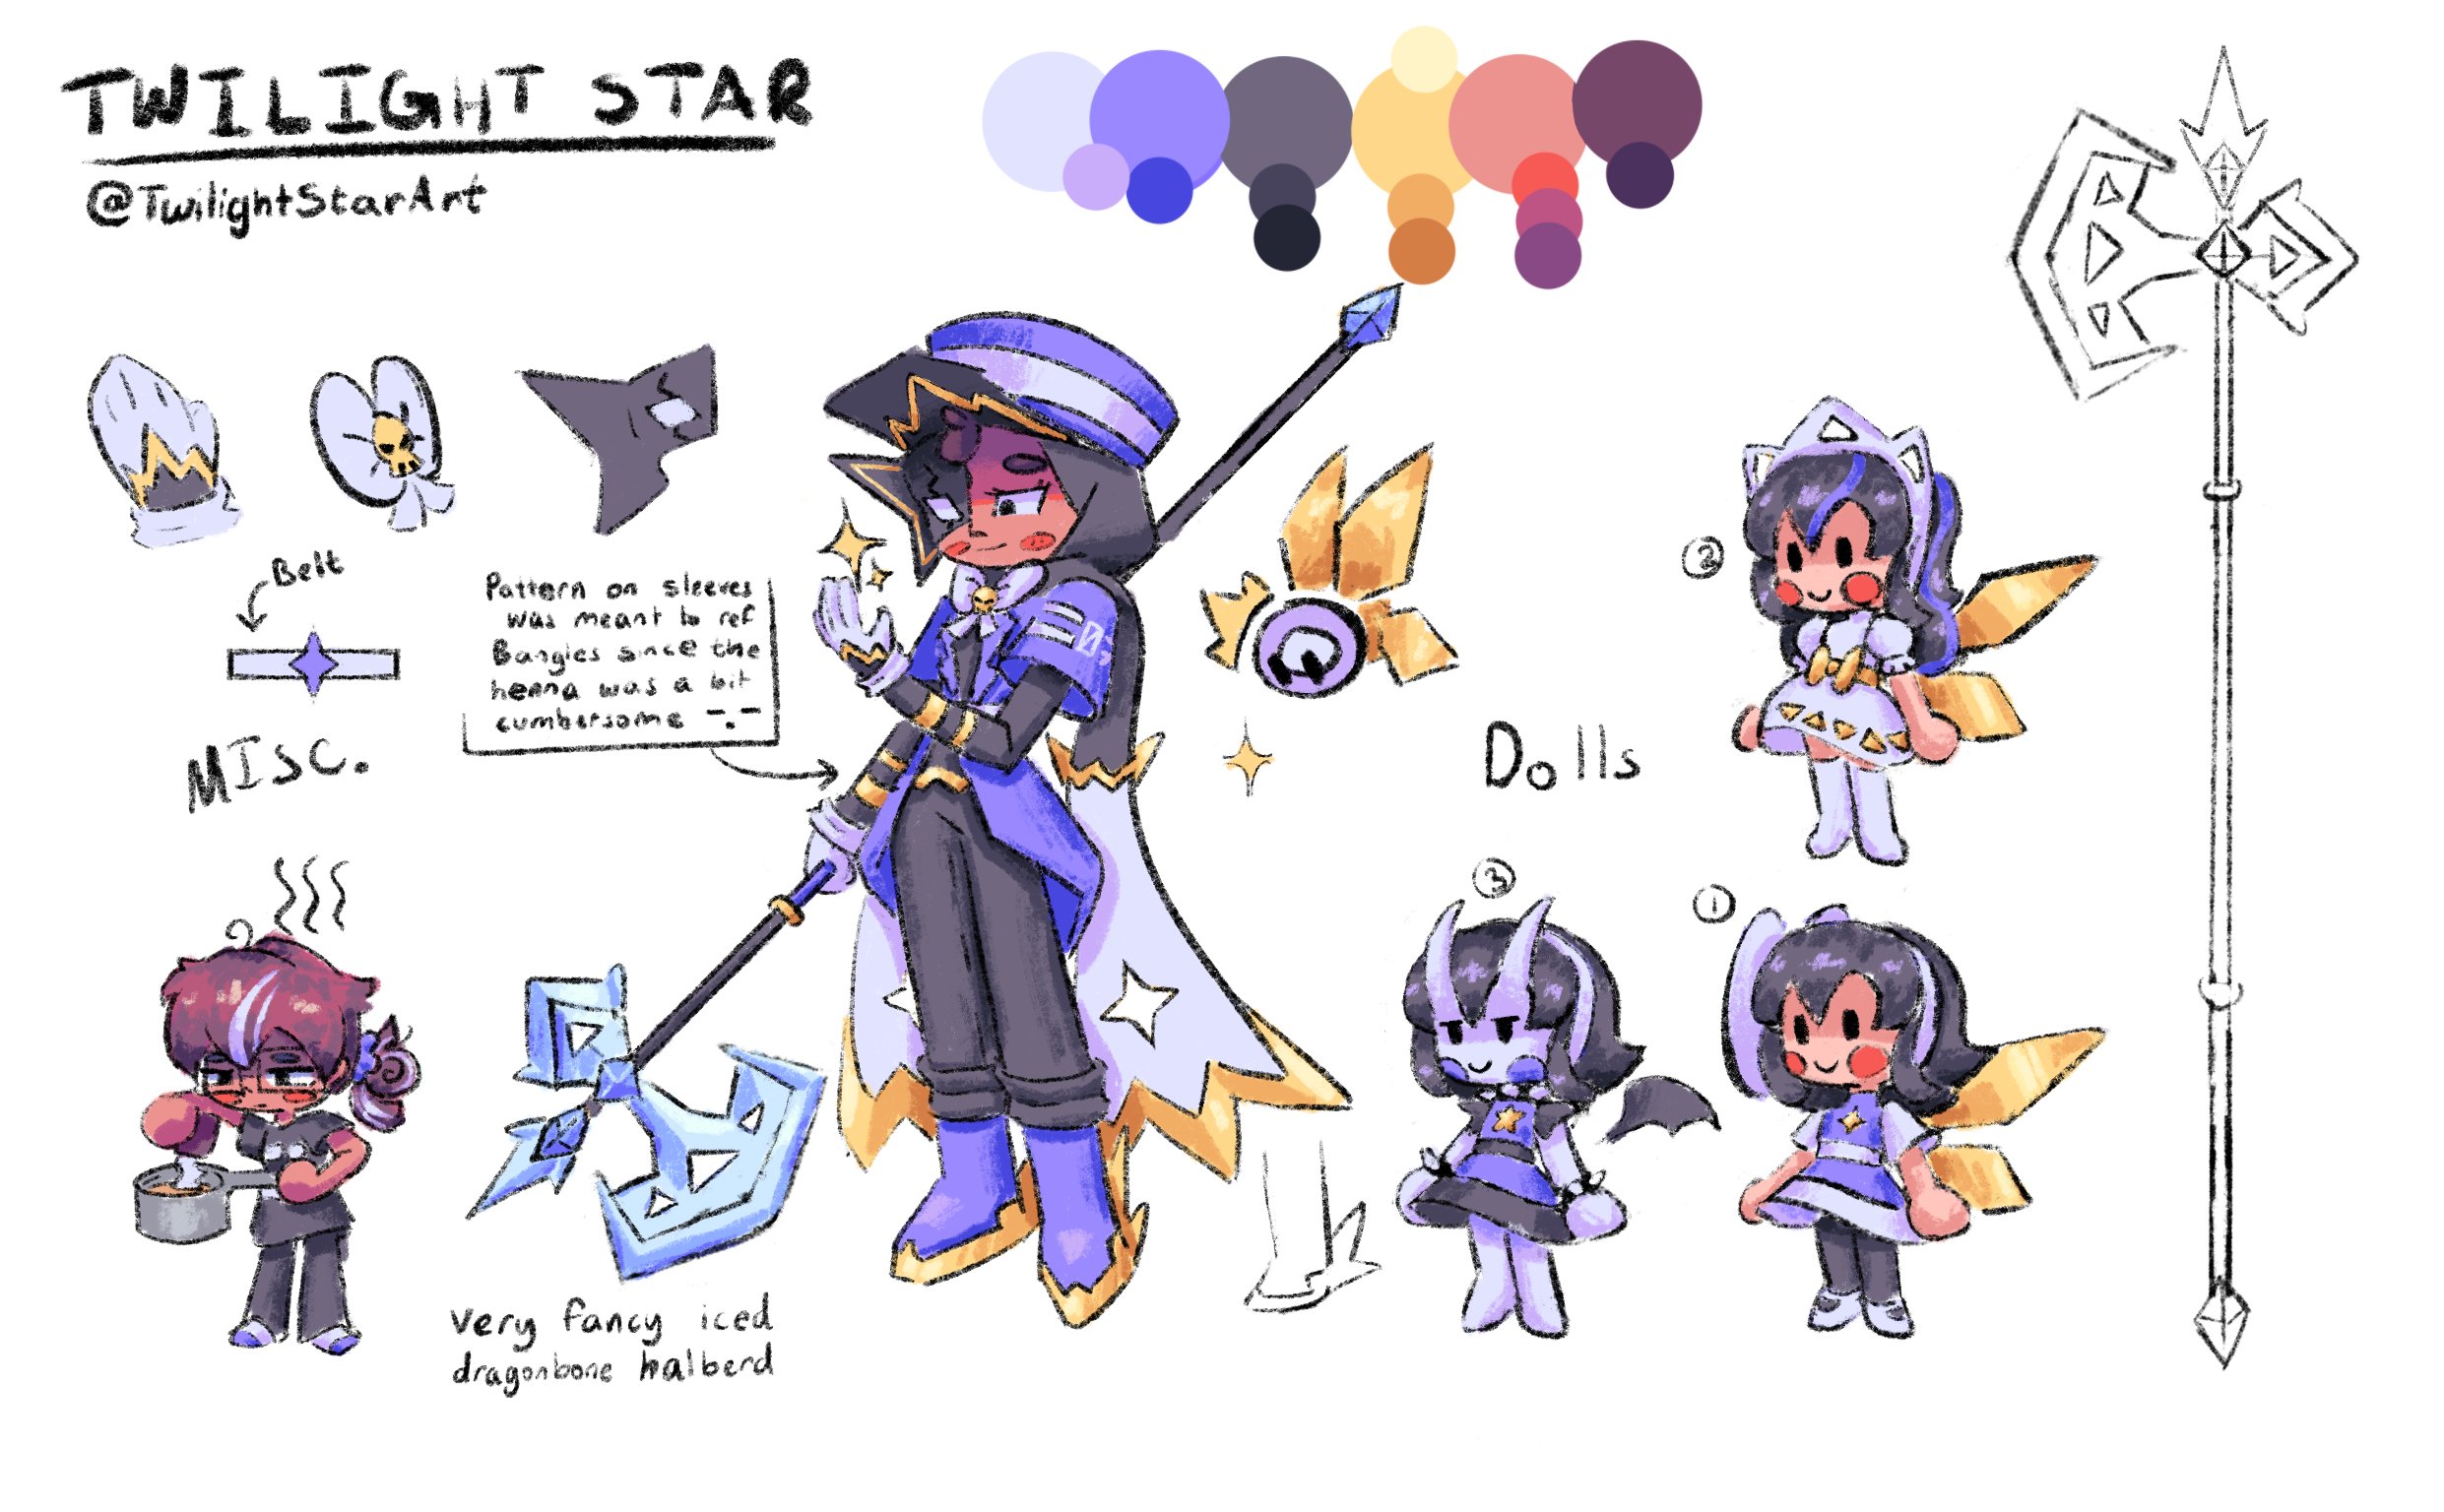 TWILIGHT STAR
@TwilightStarArt
Belt
MISC.
Pattern on sleeves
was meant to ref
Bangles since the
henna was a bit
cumbersome -.-
very fancy iced
dragonbone halberd
Dolls
2
3
1